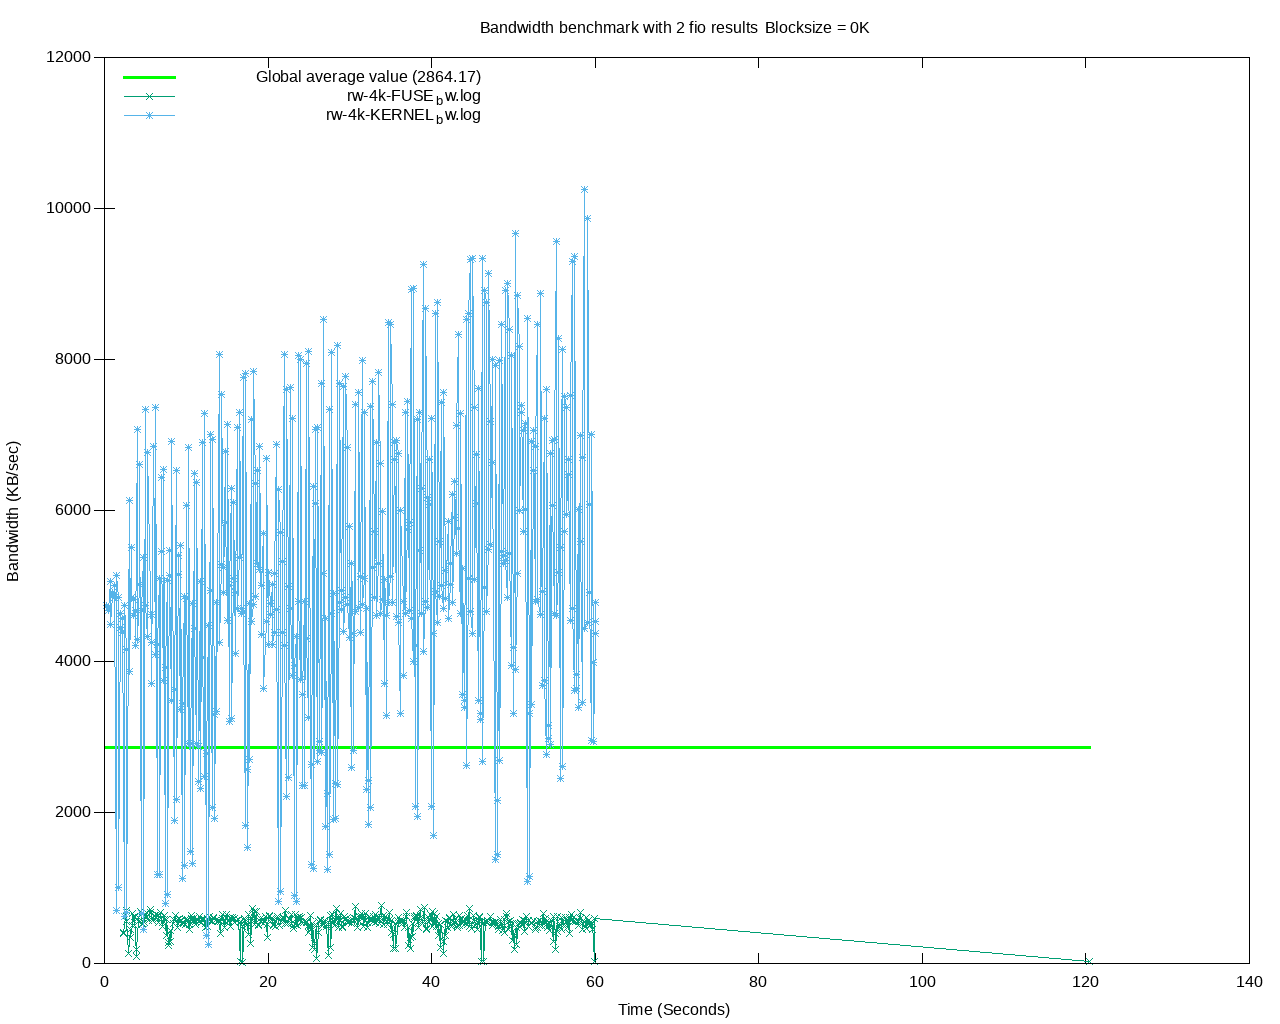 Bandwidth benchmark with 2 fio results Blocksize = 0K
12000
10000
8000
6000
4000
2000
0
Bandwidth (KB/sec)
Global average value (2864.17)
rw-4k-FUSE_bw.log
rw-4k-KERNEL_bw.log
0 20 40 60 80 100 120 140
Time (Seconds)